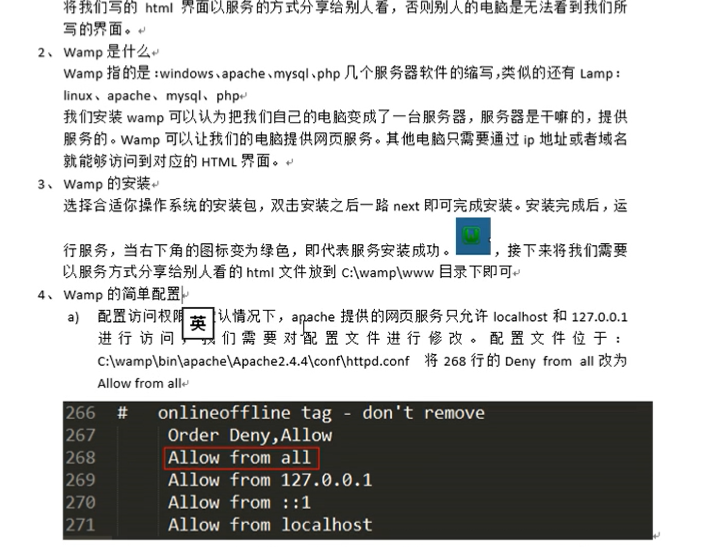 将我们写的 html 界面以服务的方式分享给别人看，否则别人的电脑是无法看到我们所
写的界面。
2、 Wamp 是什么
Wamp 指的是：windows、apache、mysql、php 几个服务器软件的缩写，类似的还有 Lamp：
linux、apache、mysql、php
我们安装 wamp 可以认为把我们自己的电脑变成了一台服务器，服务器是干嘛的，提供
服务的。Wamp 可以让我们的电脑提供网页服务。其他电脑只需要通过 ip 地址或者域名
就能够访问到对应的 HTML 界面。
3、 Wamp 的安装
选择合适你操作系统的安装包，双击安装之后一路 next 即可完成安装。安装完成后，运
行服务，当右下角的图标变为绿色，即代表服务安装成功。，接下来将我们需要
以服务方式分享给别人看的 html 文件放到 C:\wamp\www 目录下即可
4、 Wamp 的简单配置
a) 配置访问权限 认情况下，apache 提供的网页服务只允许 localhost 和 127.0.0.1
英
进行访问，我们需要对配置文件进行修改。配置文件位于：
C:\wamp\bin\apache\Apache2.4.4\conf\httpd.conf 将 268 行的 Deny from all 改为
Allow from all
266 # onlineoffline tag - don't remove
267 Order Deny,Allow
268 Allow from all
269 Allow from 127.0.0.1
270 Allow from ::1
271 Allow from localhost